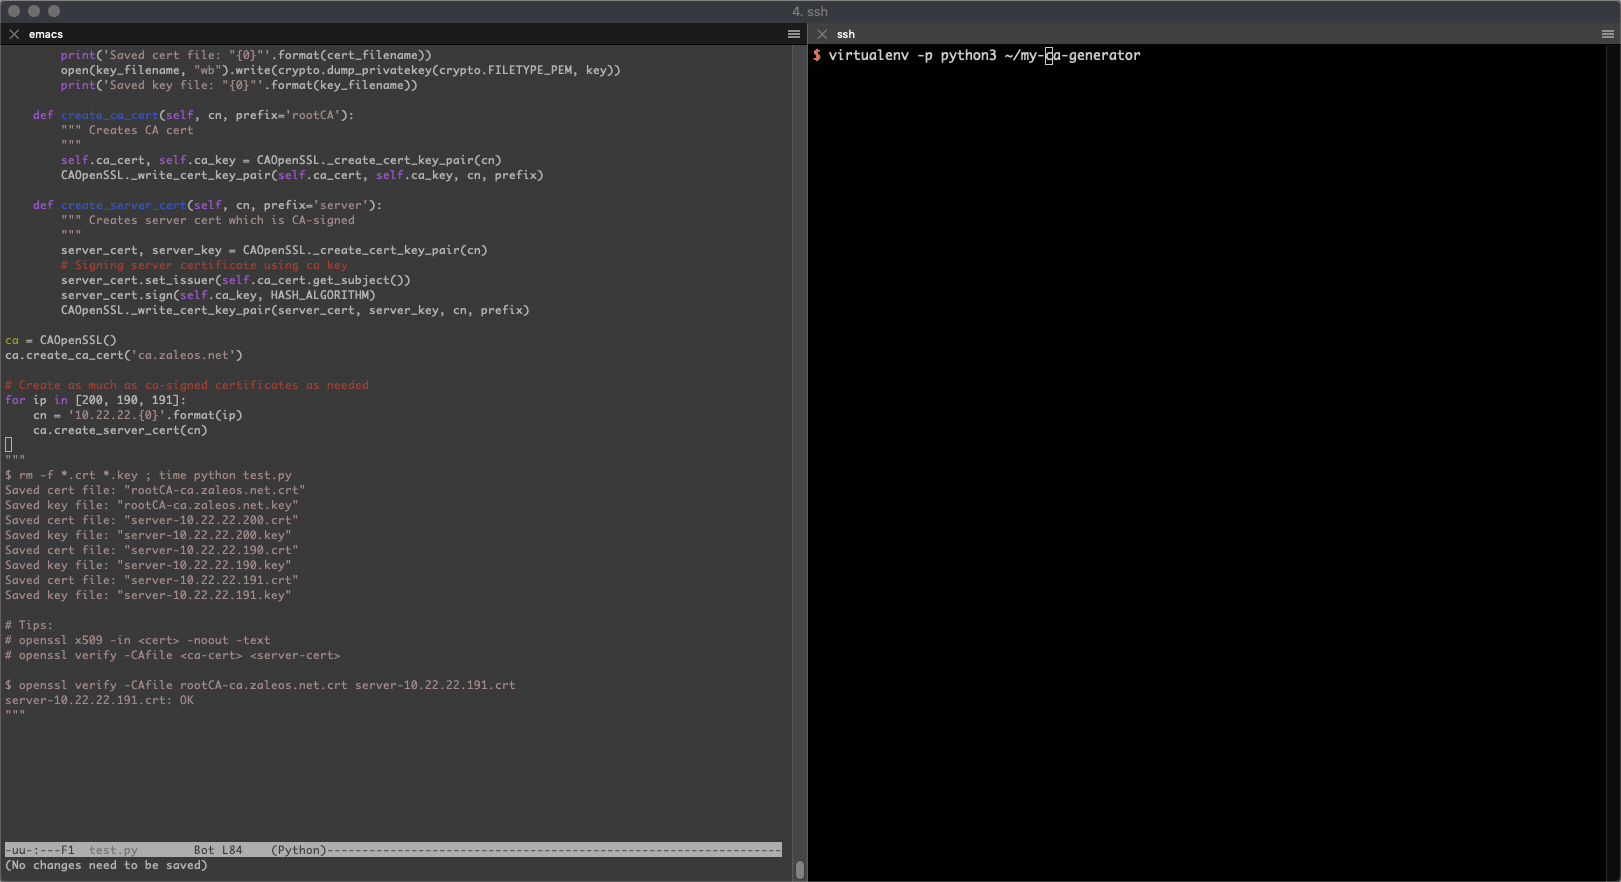 4. ssh
emacs
print('Saved cert file: "{0}"'.format(cert_filename))
open(key_filename, "wb").write(crypto.dump_privatekey(crypto.FILETYPE_PEM, key))
print('Saved key file: "{0}"'.format(key_filename))
def create_ca_cert(self, cn, prefix='rootCA'):
""" Creates CA cert
"""
self.ca_cert, self.ca_key = CAOpenSSL._create_cert_key_pair(cn)
CAOpenSSL._write_cert_key_pair(self.ca_cert, self.ca_key, cn, prefix)
def create_server_cert(self, cn, prefix='server'):
""" Creates server cert which is CA-signed
"""
server_cert, server_key = CAOpenSSL._create_cert_key_pair(cn)
# Signing server certificate using ca key
server_cert.set_issuer(self.ca_cert.get_subject())
server_cert.sign(self.ca_key, HASH_ALGORITHM)
CAOpenSSL._write_cert_key_pair(server_cert, server_key, cn, prefix)
ca = CAOpenSSL()
ca.create_ca_cert('ca.zaleos.net')
# Create as much as ca-signed certificates as needed
for ip in [200, 190, 191]:
cn = '10.22.22.{0}'.format(ip)
ca.create_server_cert(cn)
"""
$ rm -f *.crt *.key ; time python test.py
Saved cert file: "rootCA-ca.zaleos.net.crt"
Saved key file: "rootCA-ca.zaleos.net.key"
Saved cert file: "server-10.22.22.200.crt"
Saved key file: "server-10.22.22.200.key"
Saved cert file: "server-10.22.22.190.crt"
Saved key file: "server-10.22.22.190.key"
Saved cert file: "server-10.22.22.191.crt"
Saved key file: "server-10.22.22.191.key"
# Tips:
# openssl x509 -in <cert> -noout -text
# openssl verify -CAfile <ca-cert> <server-cert>
$ openssl verify -CAfile rootCA-ca.zaleos.net.crt server-10.22.22.191.crt
server-10.22.22.191.crt: OK
"""
-uu-:---F1  test.py        Bot L84    (Python)-----------------------------------------------------------------
(No changes need to be saved)
ssh
$ virtualenv -p python3 ~/my-ca-generator